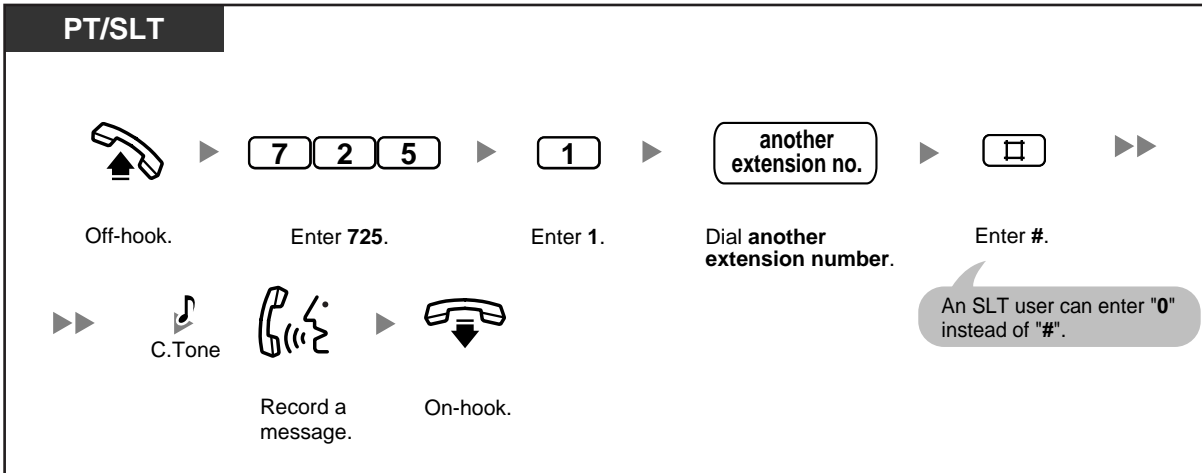 PT/SLT
7 2 5
1
another
extension no.
#
Off-hook.
Enter 725.
Enter 1.
Dial another
extension number.
Enter #.
An SLT user can enter "0"
instead of "#".
C.Tone
Record a
message.
On-hook.